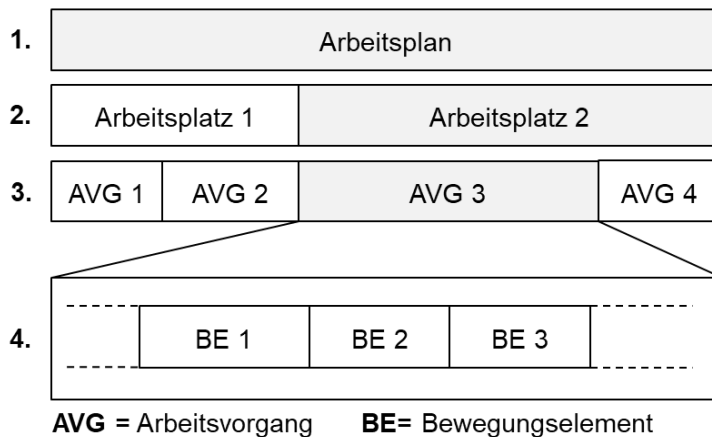 1. Arbeitsplan
2. Arbeitsplatz 1 Arbeitsplatz 2
3. AVG 1 AVG 2 AVG 3 AVG 4
4. BE 1 BE 2 BE 3
AVG = Arbeitsvorgang BE= Bewegungselement